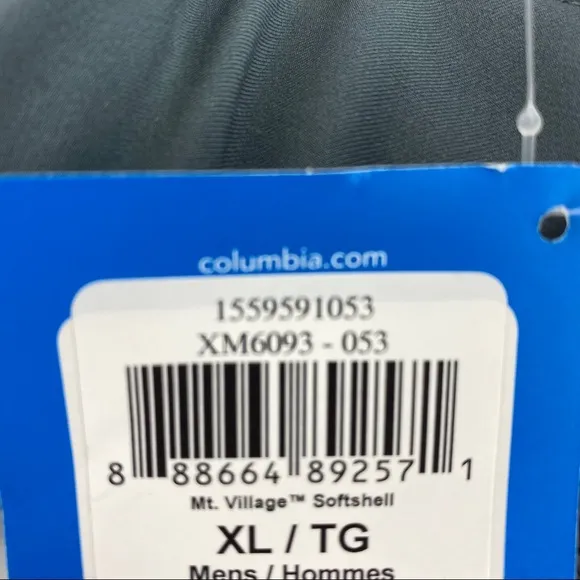 columbia.com
1559591053
XM6093 - 053
8 88664 89257 1
Mt. Village™ Softshell
XL / TG
Mens / Hommes